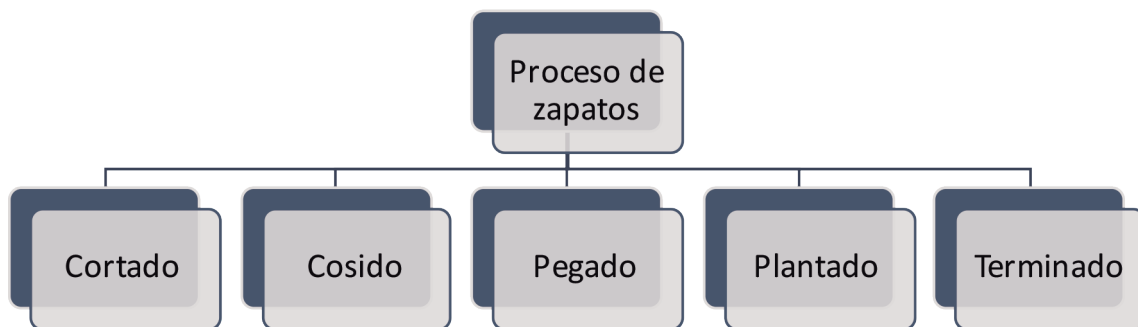 Proceso de
zapatos
Cortado
Cosido
Pegado
Plantado
Terminado